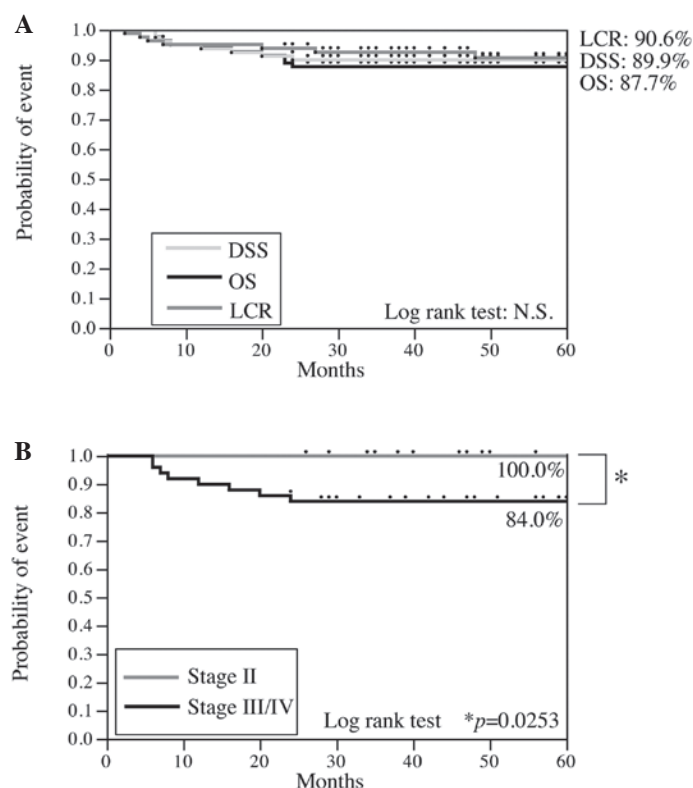 A
Probability of event
1.0
0.9
0.8
0.7
0.6
0.5
0.4
0.3
0.2
0.1
0.0
LCR: 90.6%
DSS: 89.9%
OS: 87.7%
DSS
OS
LCR
Log rank test: N.S.
0 10 20 30 40 50 60
Months
B
Probability of event
1.0
0.9
0.8
0.7
0.6
0.5
0.4
0.3
0.2
0.1
0.0
100.0%
*
84.0%
Stage II
Stage III/IV
Log rank test *p=0.0253
0 10 20 30 40 50 60
Months